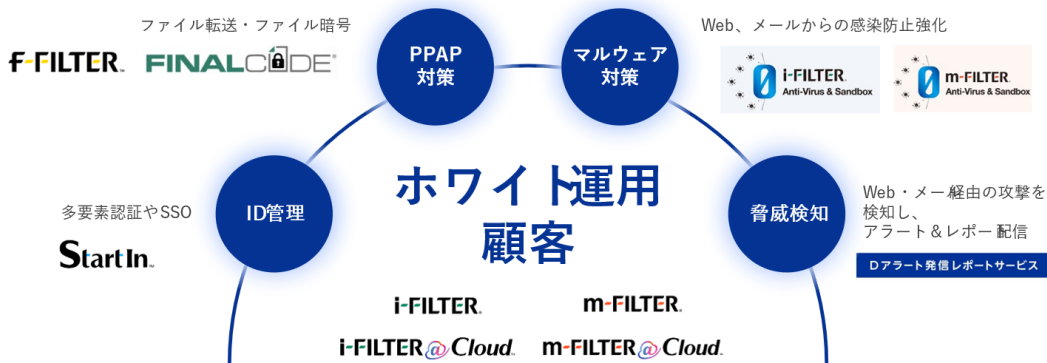 ファイル転送・ファイル暗号
F-FILTER.
FINALCODE
PPAP
対策
マルウェア
対策
Web、メールからの感染防止強化
i-FILTER.
Anti-Virus & Sandbox
m-FILTER.
Anti-Virus & Sandbox
多要素認証やSSO
StartIn
ID管理
ホワイト運用
顧客
脅威検知
Web・メール経由の攻撃を
検知し、
アラート＆レポート配信
Dアラート発信レポートサービス
i-FILTER.
m-FILTER.
i-FILTER@Cloud
m-FILTER@Cloud